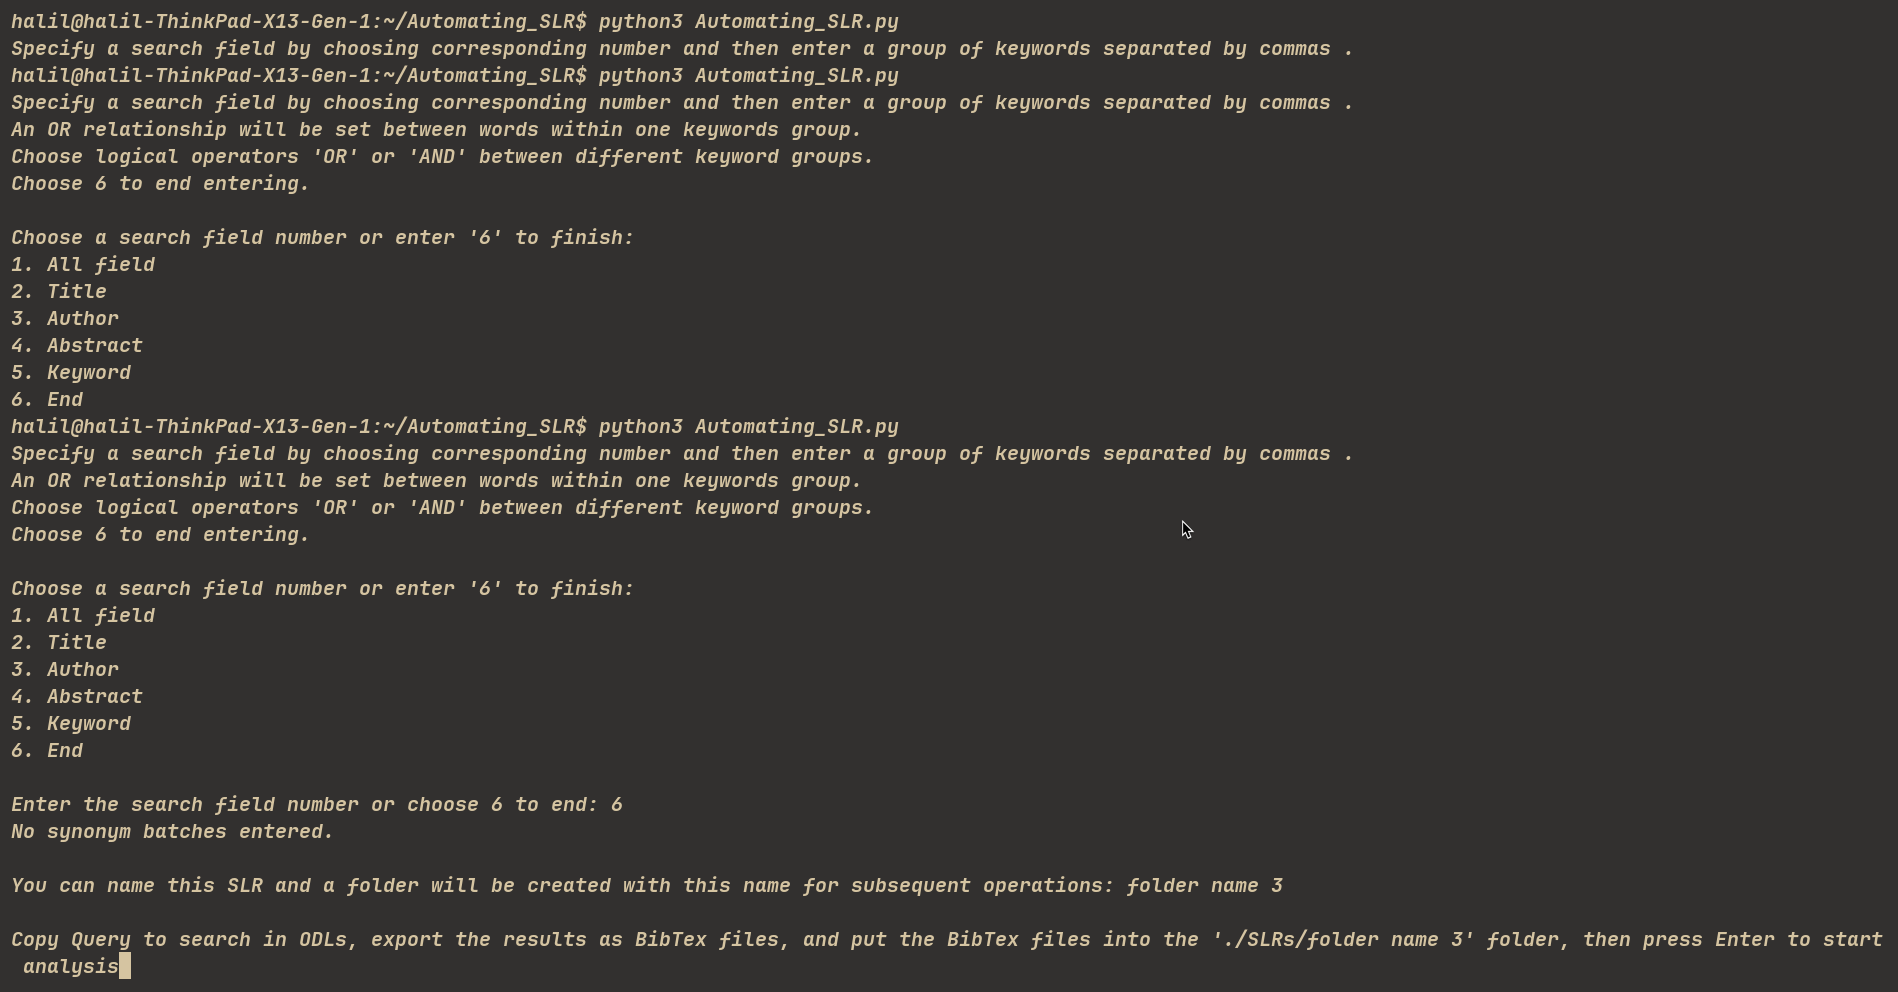 halil@halil-ThinkPad-X13-Gen-1:~/Automating_SLR$ python3 Automating_SLR.py
Specify a search field by choosing corresponding number and then enter a group of keywords separated by commas .
halil@halil-ThinkPad-X13-Gen-1:~/Automating_SLR$ python3 Automating_SLR.py
Specify a search field by choosing corresponding number and then enter a group of keywords separated by commas .
An OR relationship will be set between words within one keywords group.
Choose logical operators 'OR' or 'AND' between different keyword groups.
Choose 6 to end entering.

Choose a search field number or enter '6' to finish:
1. All field
2. Title
3. Author
4. Abstract
5. Keyword
6. End
halil@halil-ThinkPad-X13-Gen-1:~/Automating_SLR$ python3 Automating_SLR.py
Specify a search field by choosing corresponding number and then enter a group of keywords separated by commas .
An OR relationship will be set between words within one keywords group.
Choose logical operators 'OR' or 'AND' between different keyword groups.
Choose 6 to end entering.

Choose a search field number or enter '6' to finish:
1. All field
2. Title
3. Author
4. Abstract
5. Keyword
6. End

Enter the search field number or choose 6 to end: 6
No synonym batches entered.

You can name this SLR and a folder will be created with this name for subsequent operations: folder name 3

Copy Query to search in ODLs, export the results as BibTex files, and put the BibTex files into the './SLRs/folder name 3' folder, then press Enter to start
 analysis